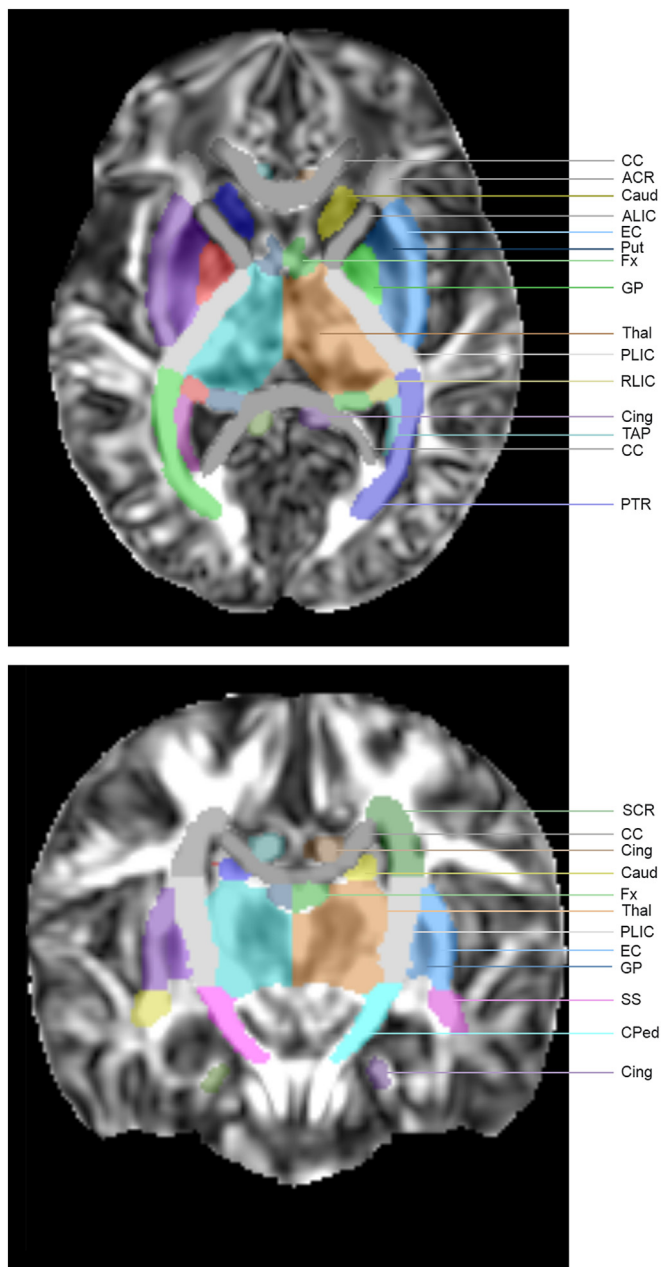 CC
ACR
Caud
ALIC
EC
Put
Fx
GP
Thal
PLIC
RLIC
Cing
TAP
CC
PTR
SCR
CC
Cing
Caud
Fx
Thal
PLIC
EC
GP
SS
CPed
Cing